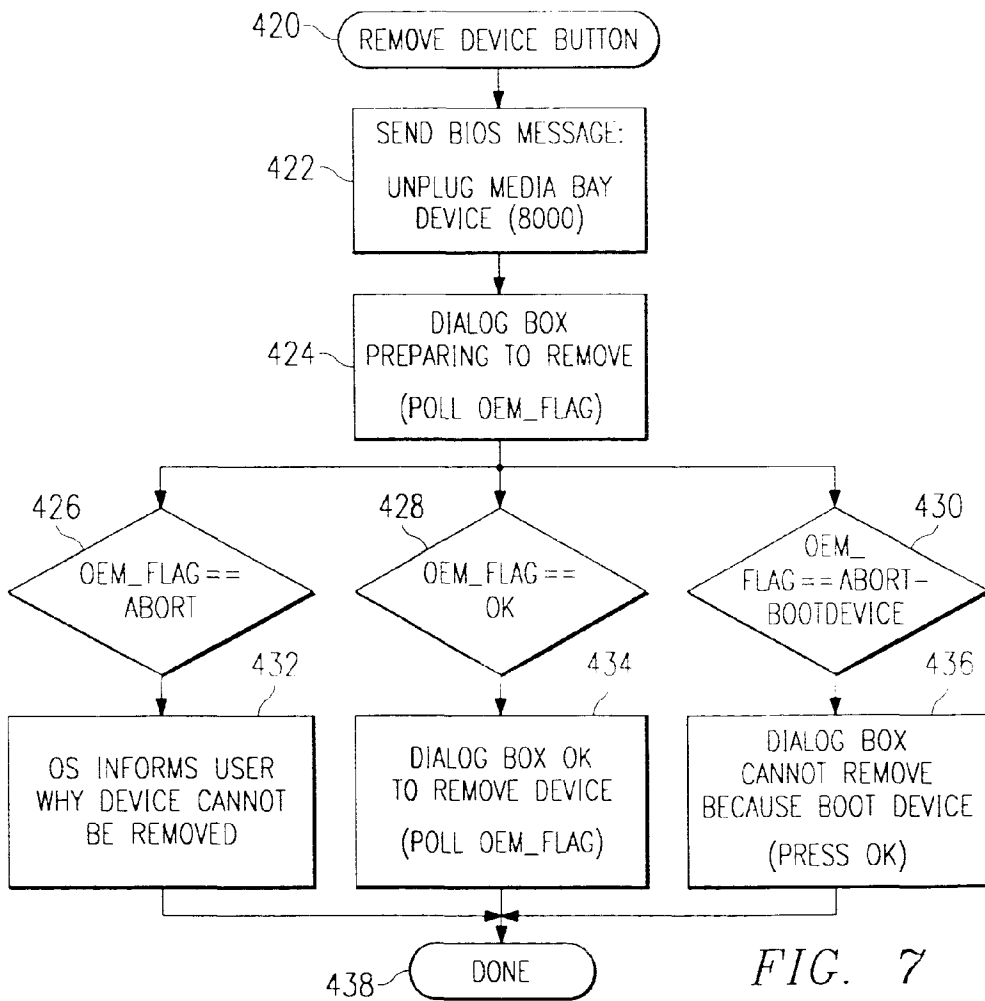 420
REMOVE DEVICE BUTTON
422
SEND BIOS MESSAGE:
UNPLUG MEDIA BAY
DEVICE (8000)
424
DIALOG BOX
PREPARING TO REMOVE
(POLL OEM_FLAG)
426
OEM_FLAG==
ABORT
428
OEM_FLAG==
OK
430
OEM_
FLAG==ABORT-
BOOTDEVICE
432
OS INFORMS USER
WHY DEVICE CANNOT
BE REMOVED
434
DIALOG BOX OK
TO REMOVE DEVICE
(POLL OEM_FLAG)
436
DIALOG BOX
CANNOT REMOVE
BECAUSE BOOT DEVICE
(PRESS OK)
438
DONE
FIG. 7